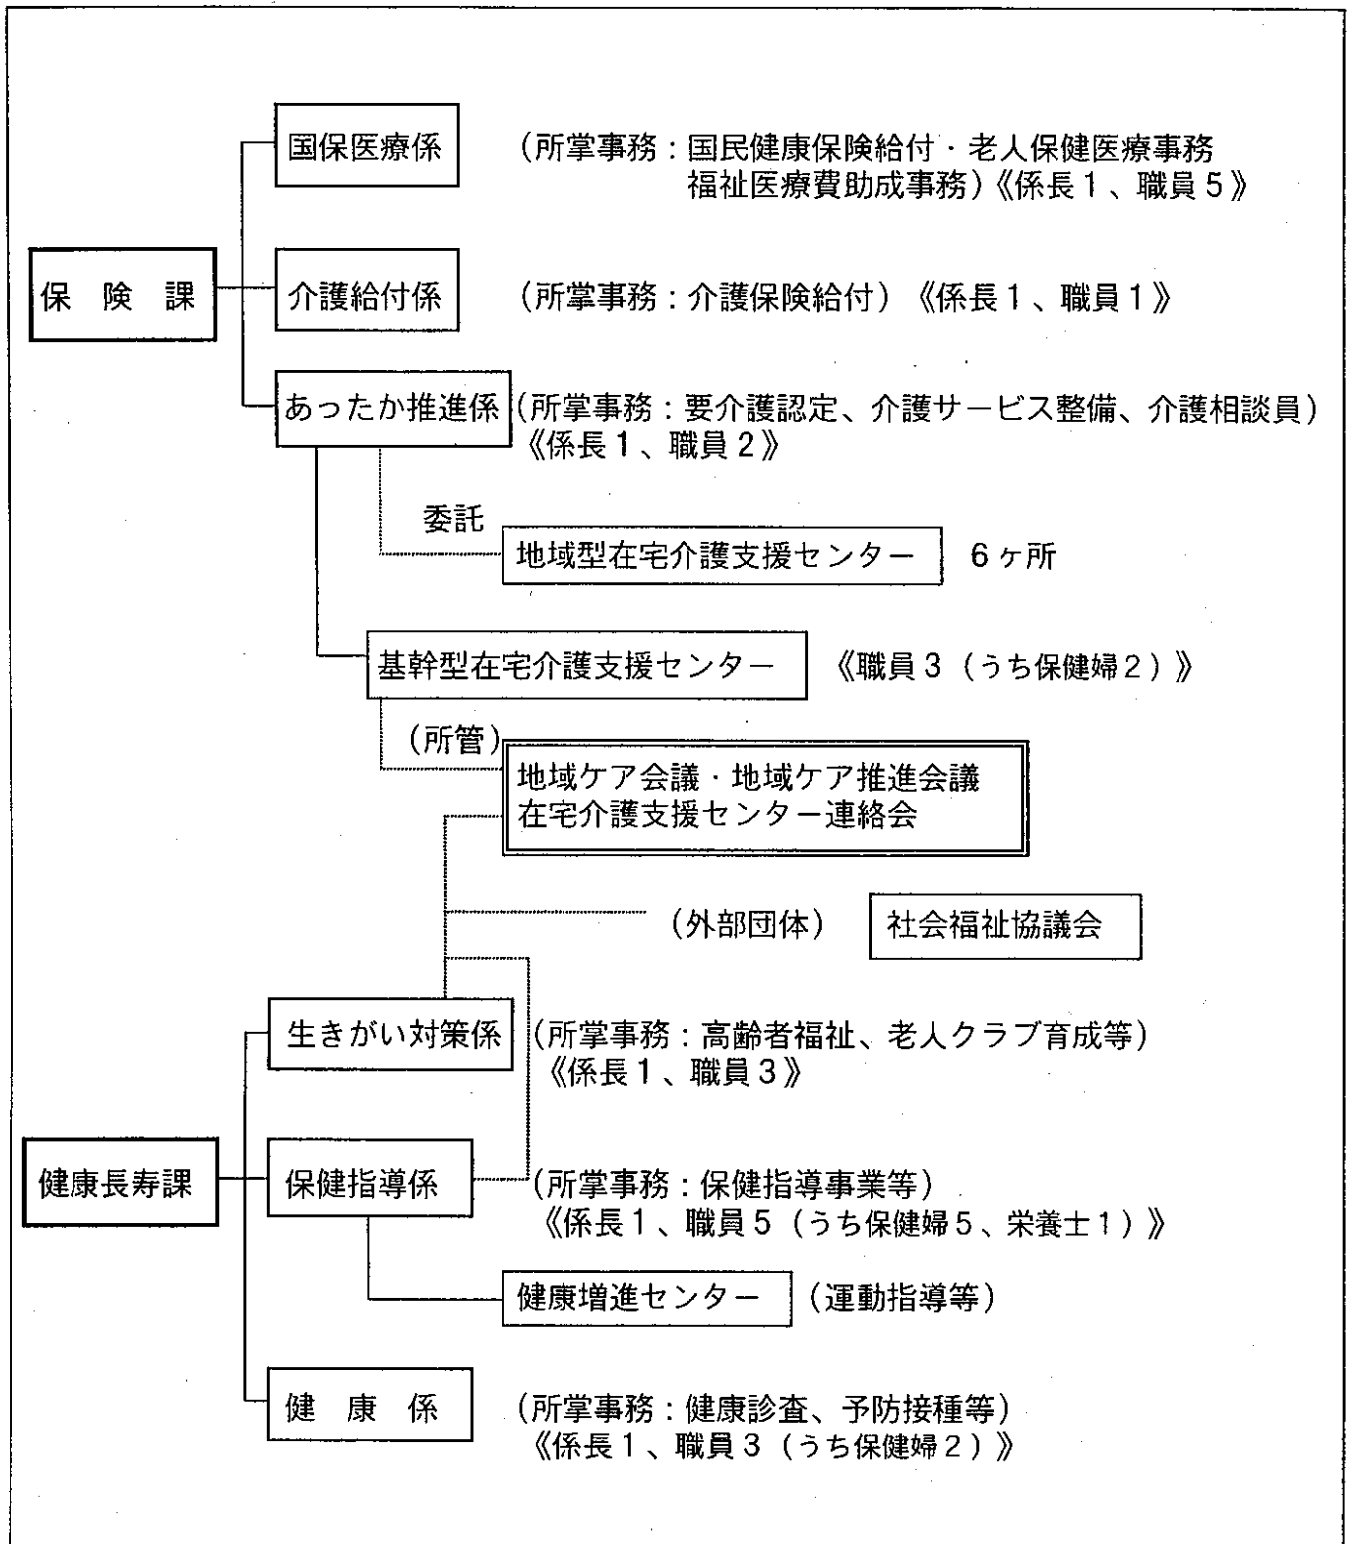 国保医療係
(所掌事務：国民健康保険給付・老人保健医療事務
福祉医療費助成事務)《係長１、職員５》
保　険　課
介護給付係
(所掌事務：介護保険給付) 《係長１、職員１》
あったか推進係
(所掌事務：要介護認定、介護サービス整備、介護相談員)
《係長１、職員２》
委託
地域型在宅介護支援センター
６ヶ所
基幹型在宅介護支援センター
《職員３（うち保健婦２）》
(所管)
地域ケア会議・地域ケア推進会議
在宅介護支援センター連絡会
(外部団体)
社会福祉協議会
生きがい対策係
(所掌事務：高齢者福祉、老人クラブ育成等)
《係長１、職員３》
健康長寿課
保健指導係
(所掌事務：保健指導事業等)
《係長１、職員５（うち保健婦５、栄養士１）》
健康増進センター
(運動指導等)
健　康　係
(所掌事務：健康診査、予防接種等)
《係長１、職員３（うち保健婦２）》